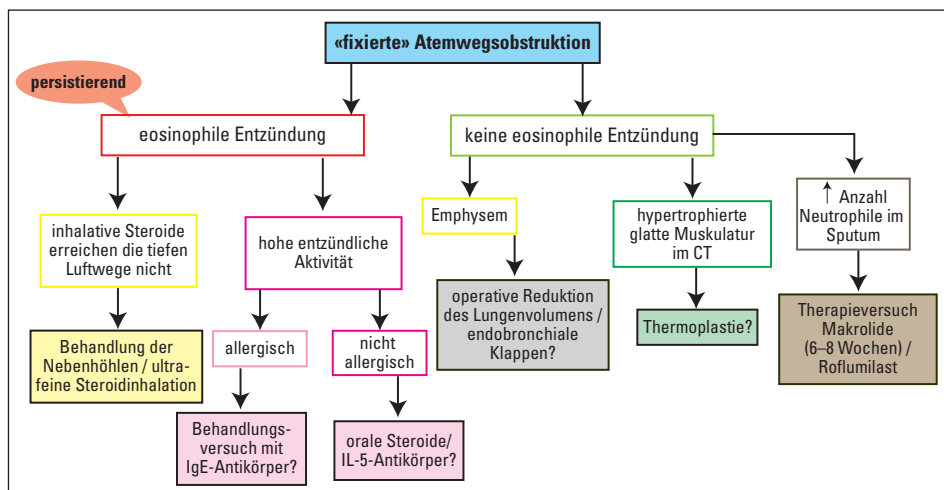 «fixierte» Atemwegsobstruktion
persistierend
eosinophile Entzündung
keine eosinophile Entzündung
inhalative Steroide
erreichen die tiefen
Luftwege nicht
hohe entzündliche
Aktivität
Emphysem
hypertrophierte
glatte Muskulatur
im CT
↑ Anzahl
Neutrophile im
Sputum
Behandlung der
Nebenhöhlen / ultra-
feine Steroidinhalation
allergisch
nicht
allergisch
operative Reduktion
des Lungenvolumens /
endobronchiale
Klappen?
Thermoplastie?
Therapieversuch
Makrolide
(6–8 Wochen) /
Roflumilast
Behandlungs-
versuch mit
IgE-Antikörper?
orale Steroide/
IL-5-Antikörper?